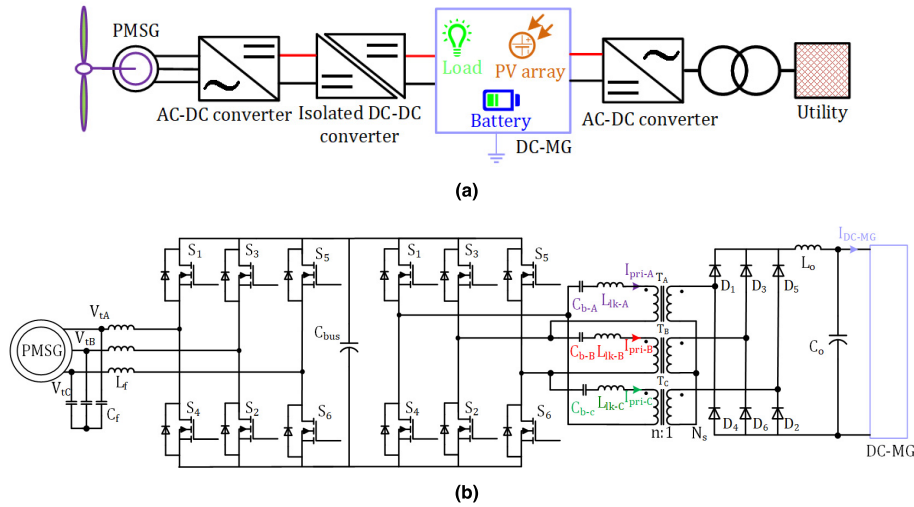 PMSG
Load
PV array
Battery
AC-DC converter
Isolated DC-DC
converter
DC-MG
AC-DC converter
Utility
(a)
S1
S3
S5
S1
S3
S5
Cbus
VtA
VtB
VtC
PMSG
Lf
Cf
S4
S2
S6
S4
S2
S6
Ipri-A
TA
Cb-A
Llk-A
Ipri-B
TB
Cb-B
Llk-B
Ipri-C
TC
Cb-c
Llk-C
n:1
Ns
D1
D3
D5
D4
D6
D2
Lo
IDC-MG
Co
DC-MG
(b)